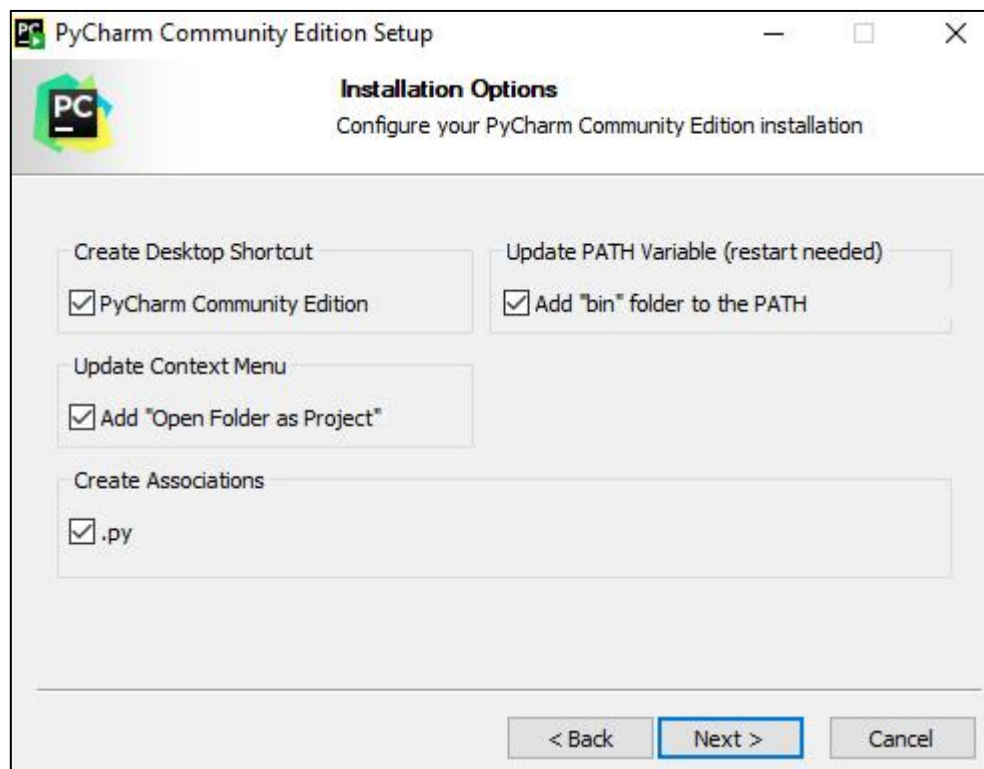 PC PyCharm Community Edition Setup
PC
Installation Options
Configure your PyCharm Community Edition installation
Create Desktop Shortcut
PyCharm Community Edition
Update PATH Variable (restart needed)
Add "bin" folder to the PATH
Update Context Menu
Add "Open Folder as Project"
Create Associations
.py
< Back
Next >
Cancel